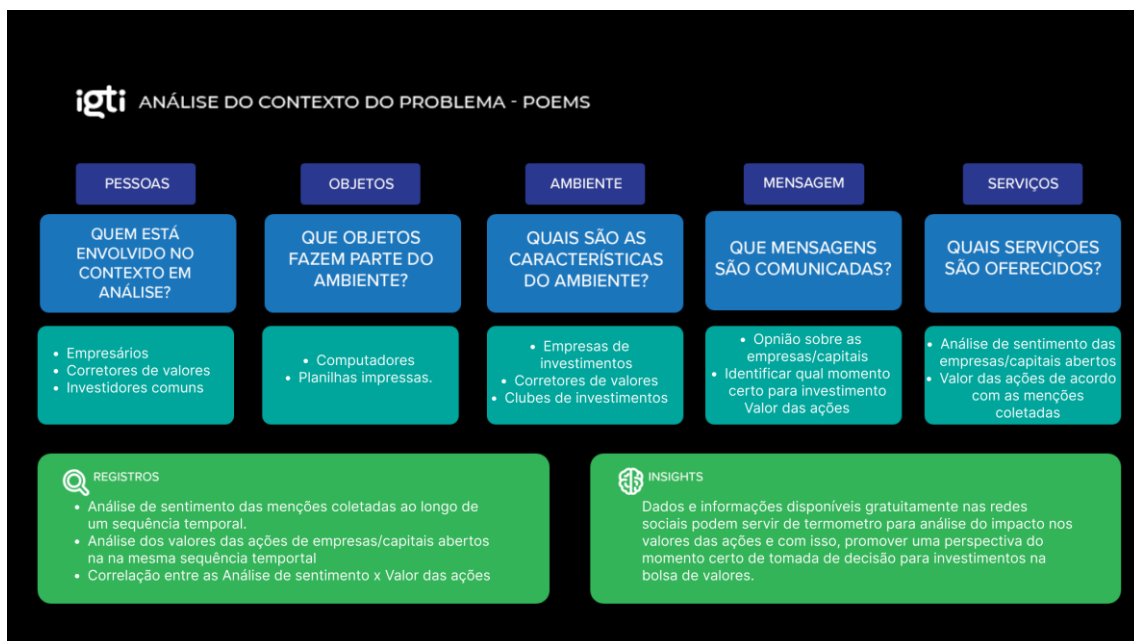 igti ANÁLISE DO CONTEXTO DO PROBLEMA - POEMS
PESSOAS
QUEM ESTÁ
ENVOLVIDO NO
CONTEXTO EM
ANÁLISE?
• Empresários
• Corretores de valores
• Investidores comuns
OBJETOS
QUE OBJETOS
FAZEM PARTE DO
AMBIENTE?
• Computadores
• Planilhas impressas.
AMBIENTE
QUAIS SÃO AS
CARACTERÍSTICAS
DO AMBIENTE?
• Empresas de
investimentos
• Corretores de valores
• Clubes de investimentos
MENSAGEM
QUE MENSAGENS
SÃO COMUNICADAS?
• Opnião sobre as
empresas/capitais
• Identificar qual momento
certo para investimento
Valor das ações
SERVIÇOS
QUAIS SERVIÇOES
SÃO OFERECIDOS?
• Análise de sentimento das
empresas/capitais abertos
• Valor das ações de acordo
com as menções
coletadas
REGISTROS
• Análise de sentimento das menções coletadas ao longo de
um sequência temporal.
• Análise dos valores das ações de empresas/capitais abertos
na na mesma sequência temportal
• Correlação entre as Análise de sentimento x Valor das ações
INSIGHTS
Dados e informações disponíveis gratuitamente nas redes
sociais podem servir de termometro para análise do impacto nos
valores das ações e com isso, promover uma perspectiva do
momento certo de tomada de decisão para investimentos na
bolsa de valores.